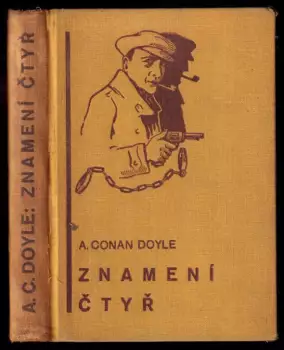 A. C. DOYLE: ZNAMENÍ ČTYŘ
A. CONAN DOYLE
ZNAMENÍ
ČTYŘ